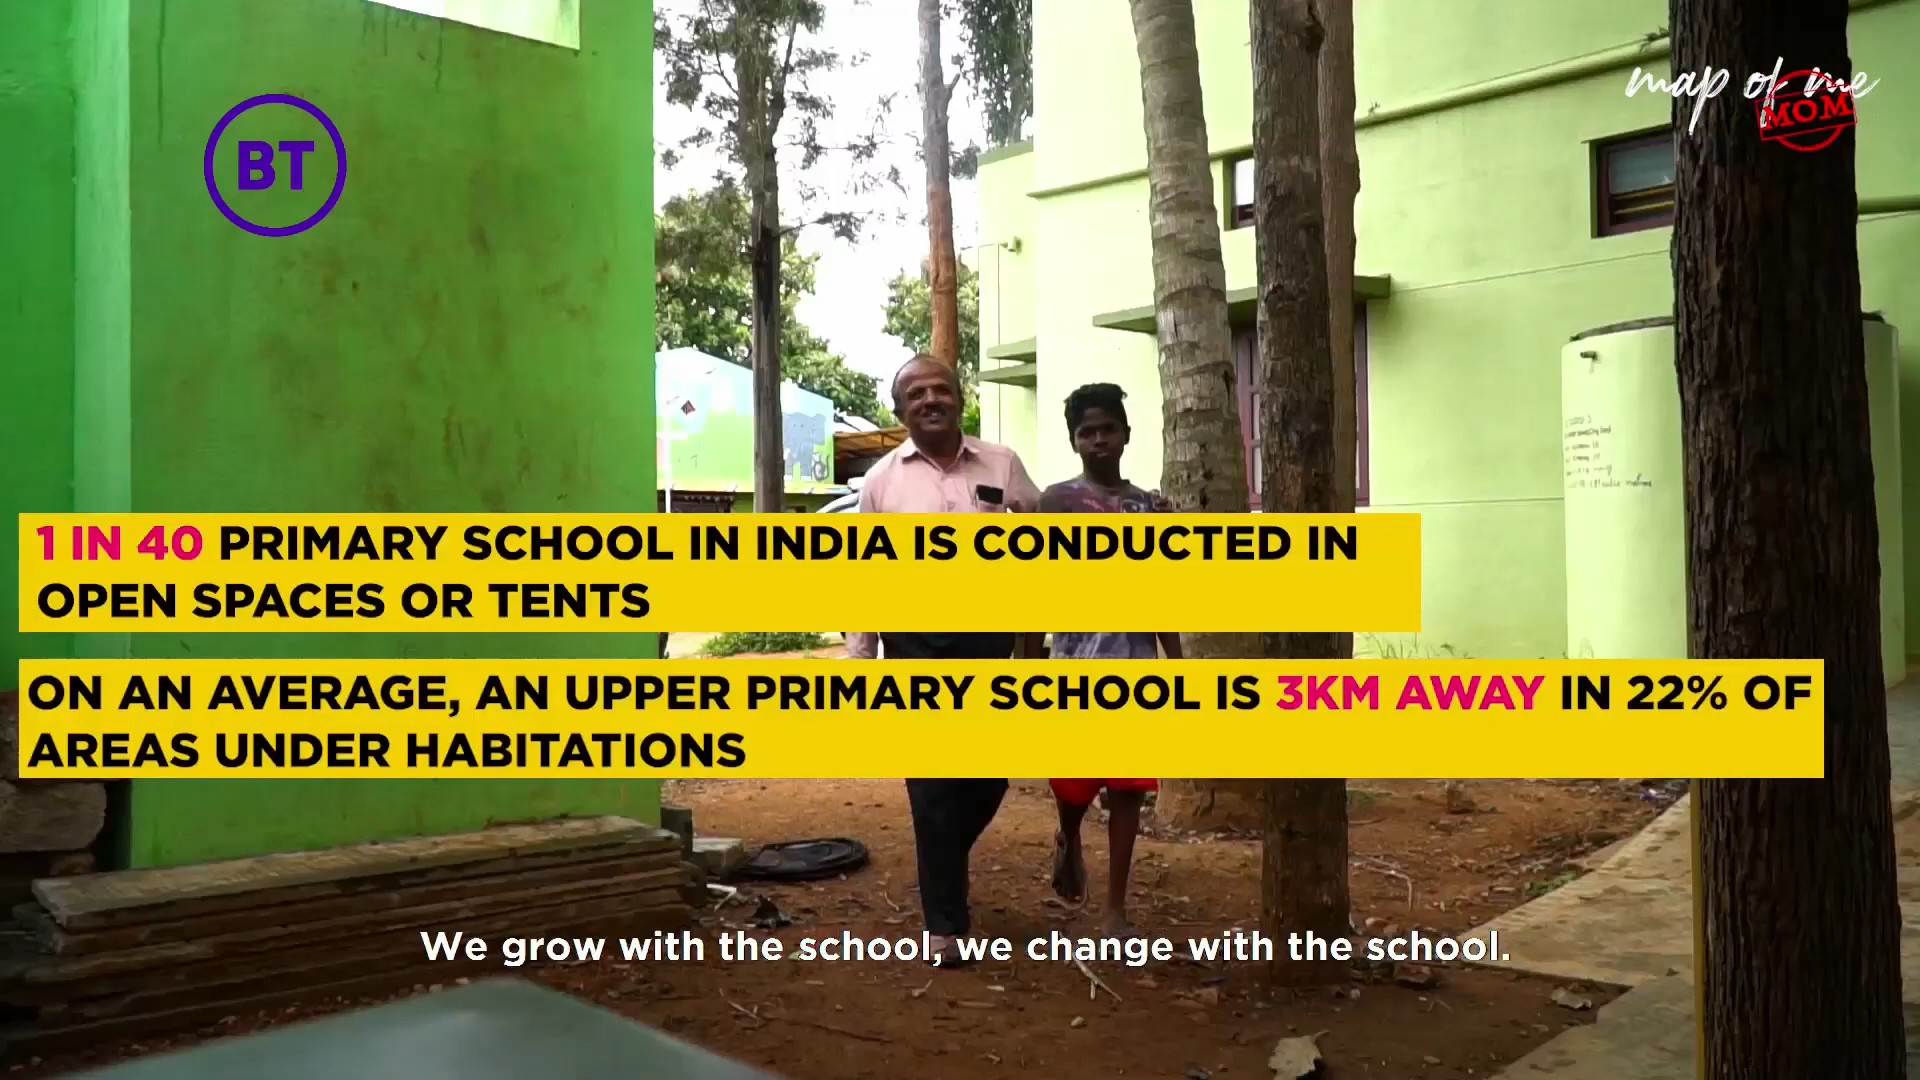 BT
map of me
MOM
1 IN 40 PRIMARY SCHOOL IN INDIA IS CONDUCTED IN
OPEN SPACES OR TENTS
ON AN AVERAGE, AN UPPER PRIMARY SCHOOL IS 3KM AWAY IN 22% OF
AREAS UNDER HABITATIONS
We grow with the school, we change with the school.